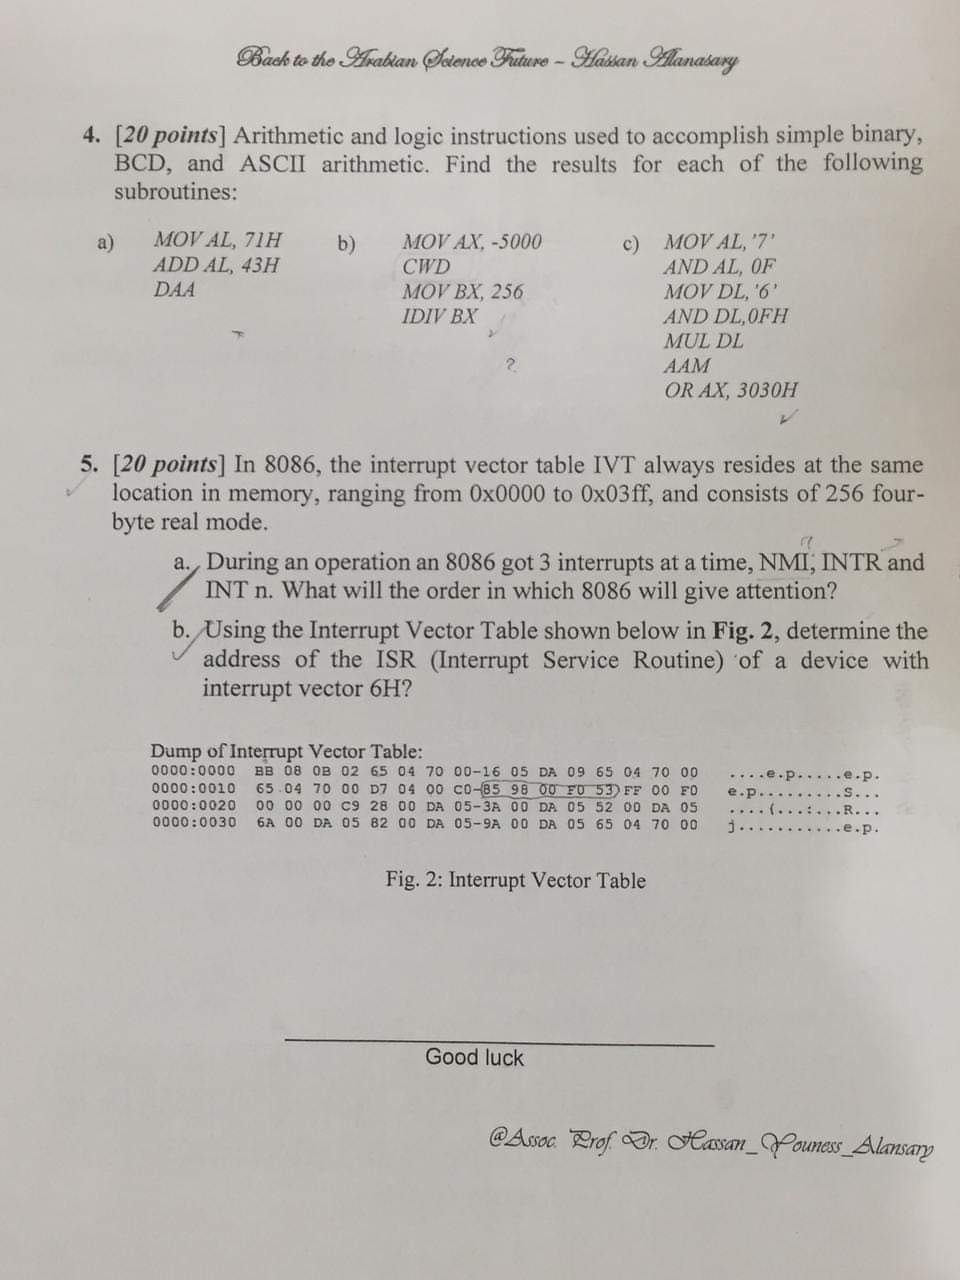 Back to the Arabian Science Future ~ Hassan Alanasary
4. [20 points] Arithmetic and logic instructions used to accomplish simple binary,
BCD, and ASCII arithmetic. Find the results for each of the following
subroutines:
a) MOV AL, 71H
ADD AL, 43H
DAA
b) MOV AX, -5000
CWD
MOV BX, 256
IDIV BX
?
c) MOV AL, '7'
AND AL, OF
MOV DL, '6'
AND DL,0FH
MUL DL
AAM
OR AX, 3030H
5. [20 points] In 8086, the interrupt vector table IVT always resides at the same
location in memory, ranging from 0x0000 to 0x03ff, and consists of 256 four-
byte real mode.
a. During an operation an 8086 got 3 interrupts at a time, NMI, INTR and
INT n. What will the order in which 8086 will give attention?
b. Using the Interrupt Vector Table shown below in Fig. 2, determine the
address of the ISR (Interrupt Service Routine) of a device with
interrupt vector 6H?
Dump of Interrupt Vector Table:
0000:0000 BB 08 0B 02 65 04 70 00-16 05 DA 09 65 04 70 00 ....e.p.....e.p.
0000:0010 65 04 70 00 D7 04 00 C0-85 98 00 F0 53 FF 00 F0 e.p.........S...
0000:0020 00 00 00 C9 28 00 DA 05-3A 00 DA 05 52 00 DA 05 ....(...:...R...
0000:0030 6A 00 DA 05 82 00 DA 05-9A 00 DA 05 65 04 70 00 j...........e.p.
Fig. 2: Interrupt Vector Table
Good luck
@Assoc. Prof. Dr. Hassan_Youness_Alansary